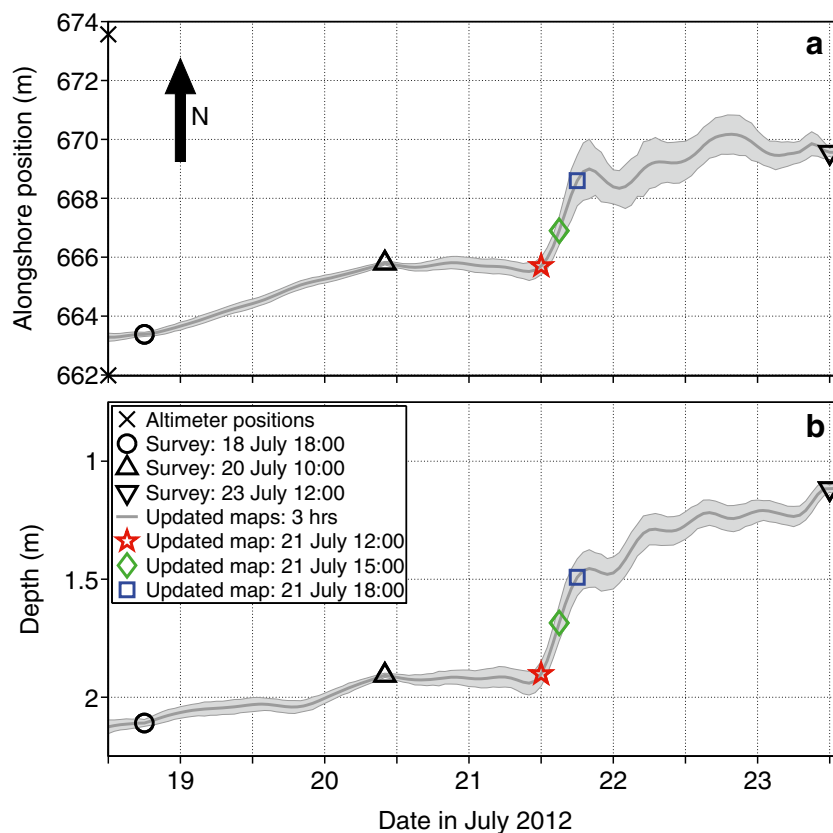 674
672
670
668
666
664
662
Alongshore position (m)
N
a
1
1.5
2
Depth (m)
b
Altimeter positions
Survey: 18 July 18:00
Survey: 20 July 10:00
Survey: 23 July 12:00
Updated maps: 3 hrs
Updated map: 21 July 12:00
Updated map: 21 July 15:00
Updated map: 21 July 18:00
19 20 21 22 23
Date in July 2012